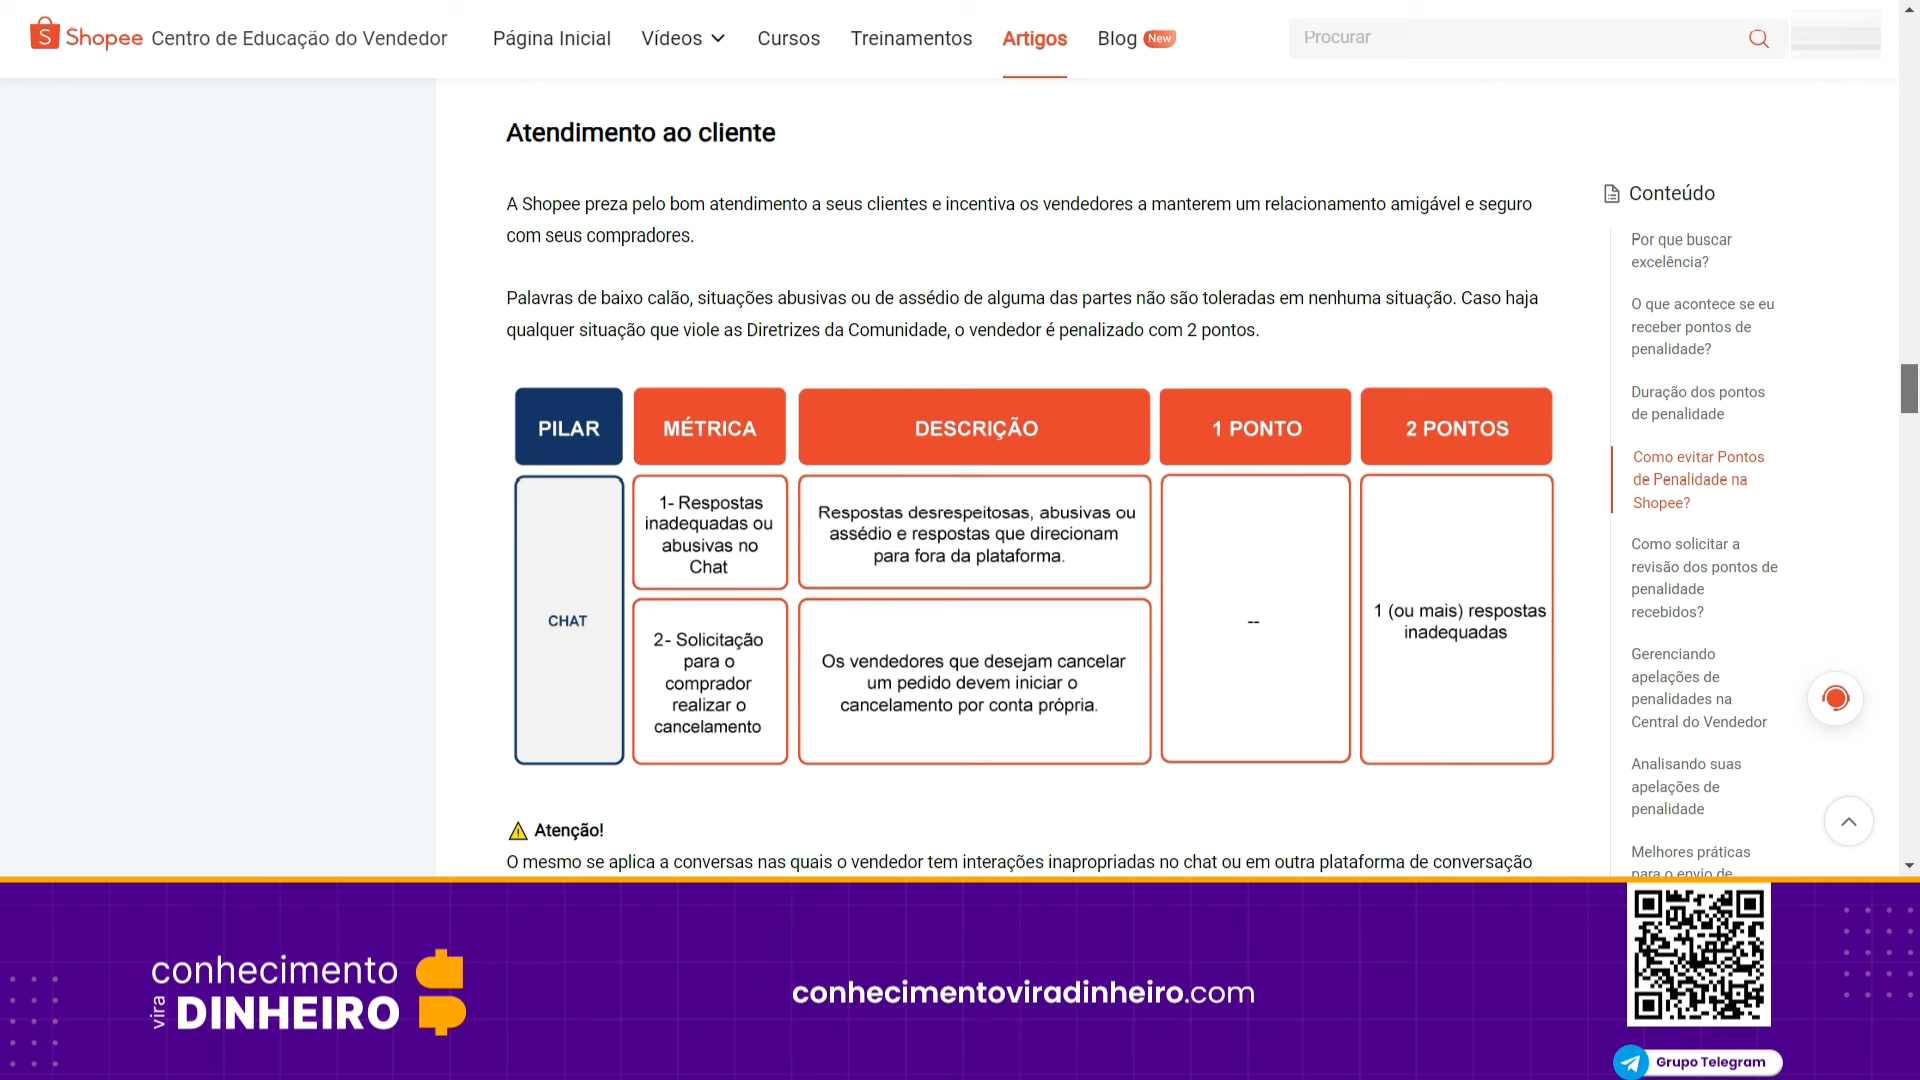 Shopee Centro de Educação do Vendedor
Página Inicial
Vídeos
Cursos
Treinamentos
Artigos
Blog New
Procurar
Atendimento ao cliente
A Shopee preza pelo bom atendimento a seus clientes e incentiva os vendedores a manterem um relacionamento amigável e seguro
com seus compradores.
Palavras de baixo calão, situações abusivas ou de assédio de alguma das partes não são toleradas em nenhuma situação. Caso haja
qualquer situação que viole as Diretrizes da Comunidade, o vendedor é penalizado com 2 pontos.
PILAR
MÉTRICA
DESCRIÇÃO
1 PONTO
2 PONTOS
CHAT
1- Respostas
inadequadas ou
abusivas no
Chat
Respostas desrespeitosas, abusivas ou
assédio e respostas que direcionam
para fora da plataforma.
2- Solicitação
para o
comprador
realizar o
cancelamento
Os vendedores que desejam cancelar
um pedido devem iniciar o
cancelamento por conta própria.
--
1 (ou mais) respostas
inadequadas
Atenção!
O mesmo se aplica a conversas nas quais o vendedor tem interações inapropriadas no chat ou em outra plataforma de conversação
Conteúdo
Por que buscar
excelência?
O que acontece se eu
receber pontos de
penalidade?
Duração dos pontos
de penalidade
Como evitar Pontos
de Penalidade na
Shopee?
Como solicitar a
revisão dos pontos de
penalidade
recebidos?
Gerenciando
apelações de
penalidades na
Central do Vendedor
Analisando suas
apelações de
penalidade
Melhores práticas
para o envio de
conhecimento
vira DINHEIRO
conhecimentoviradinheiro.com
Grupo Telegram